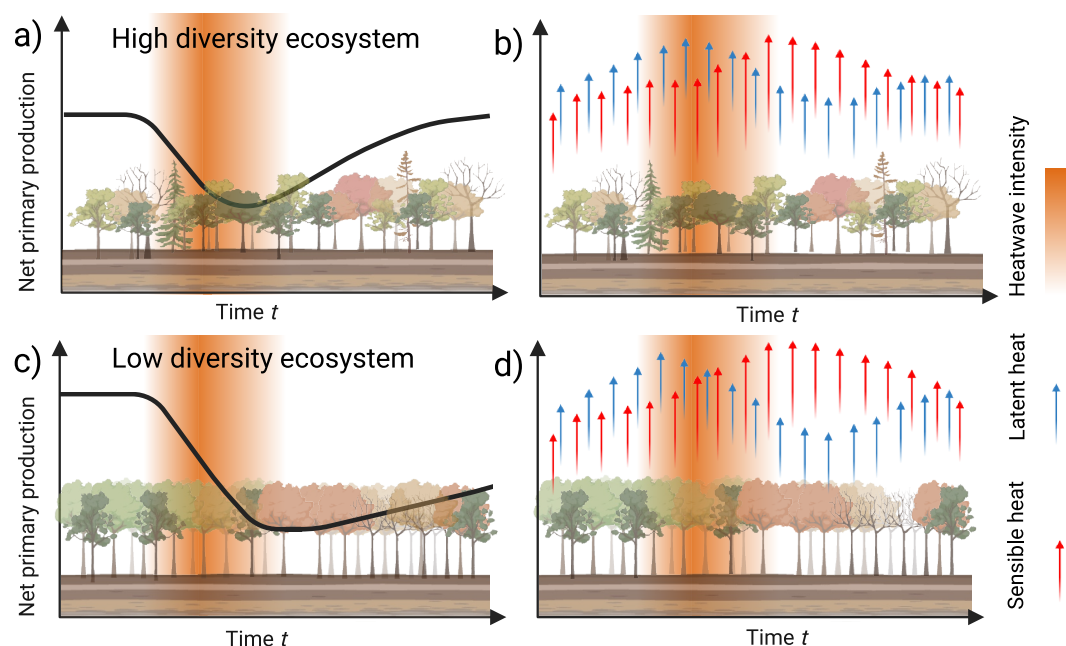 a)
High diversity ecosystem
Net primary production
Time t
b)
Time t
Heatwave intensity
c)
Low diversity ecosystem
Net primary production
Time t
d)
Time t
Latent heat
Sensible heat